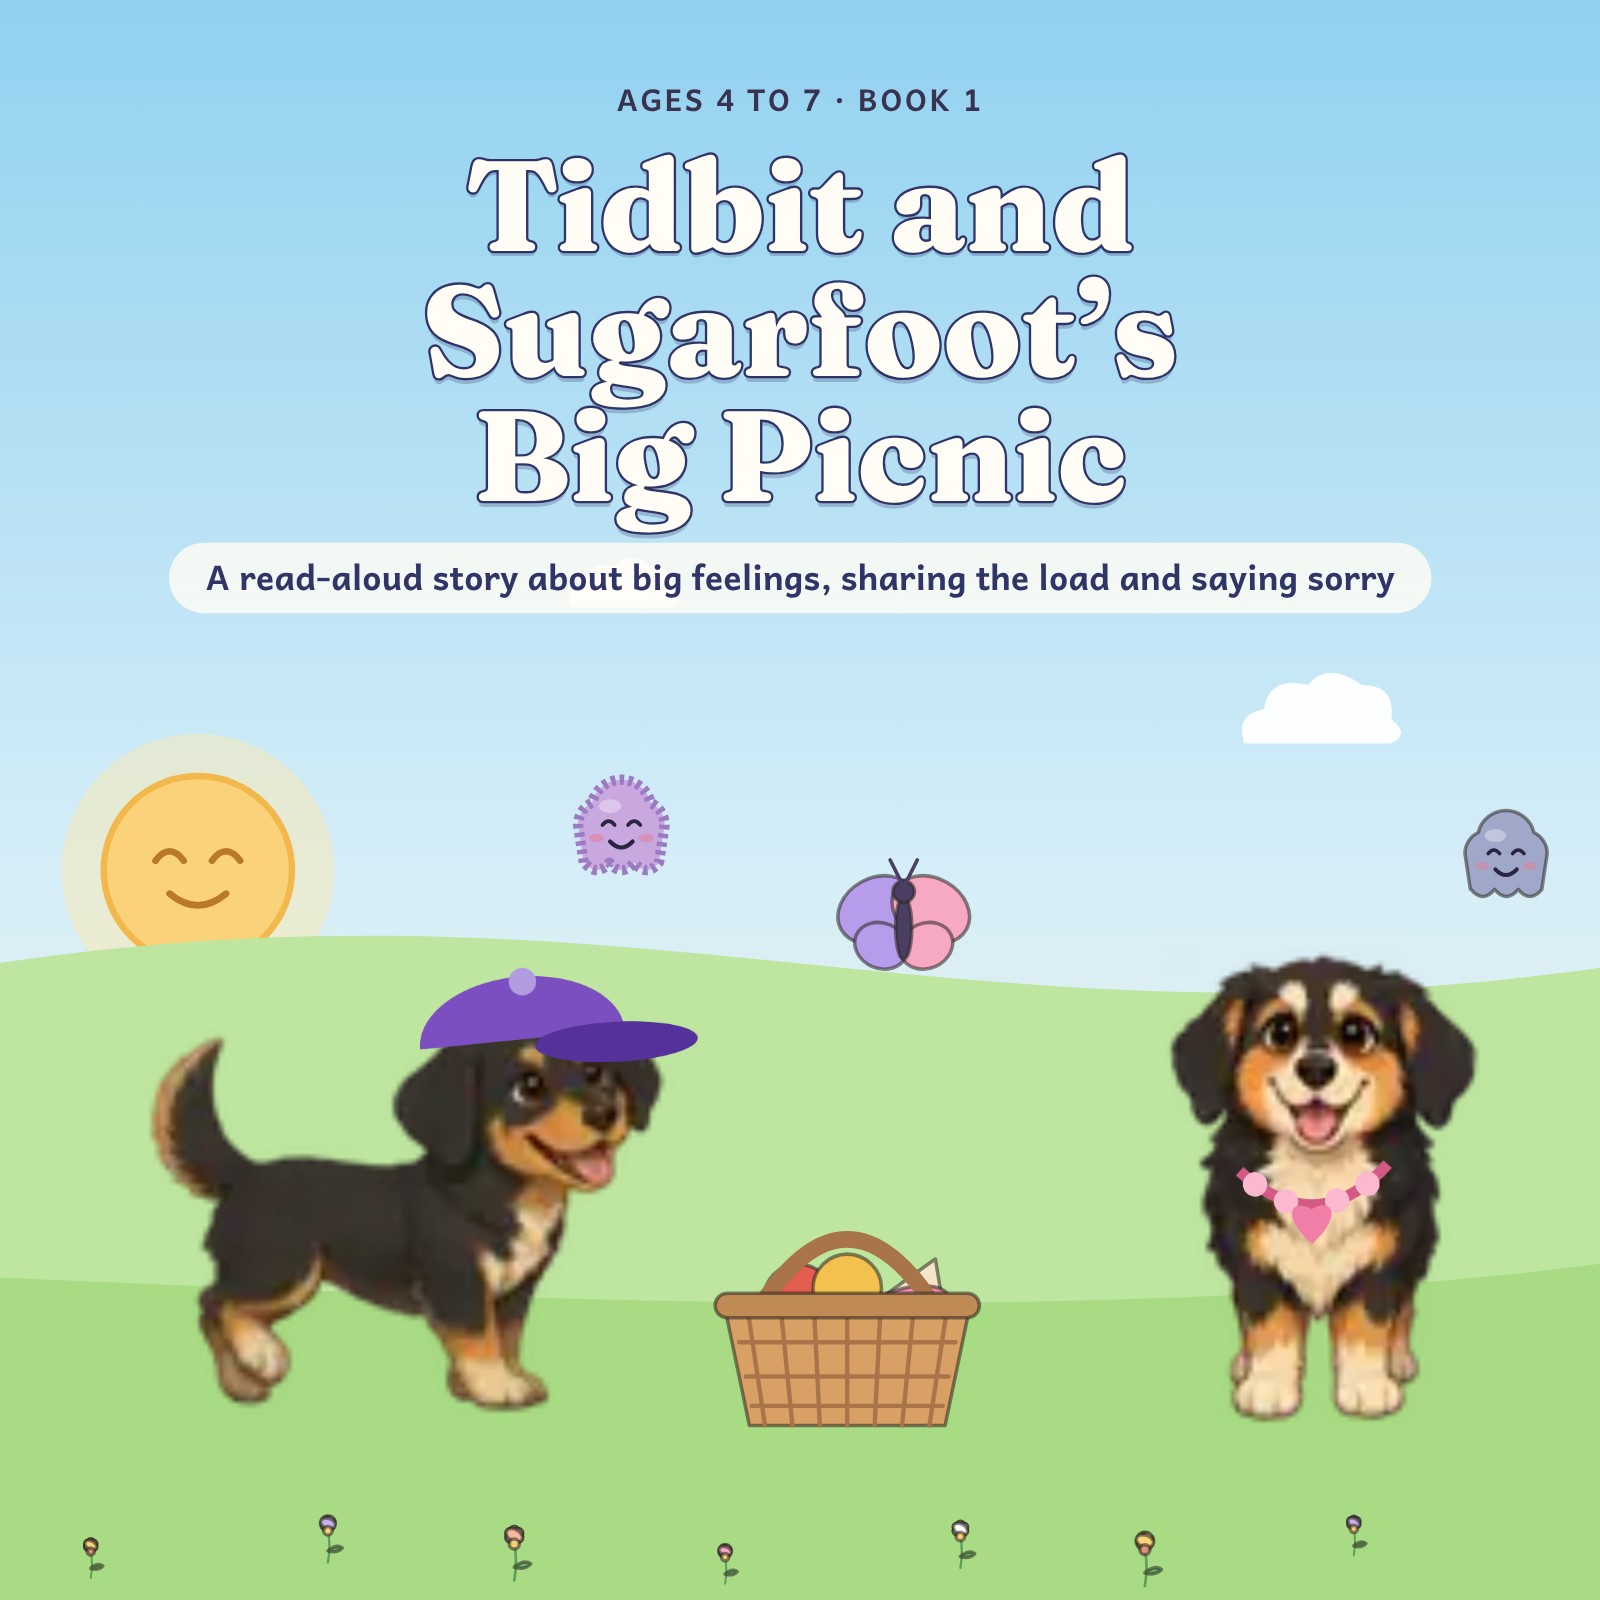 AGES 4 TO 7 · BOOK 1
Tidbit and
Sugarfoot’s
Big Picnic
A read-aloud story about big feelings, sharing the load and saying sorry